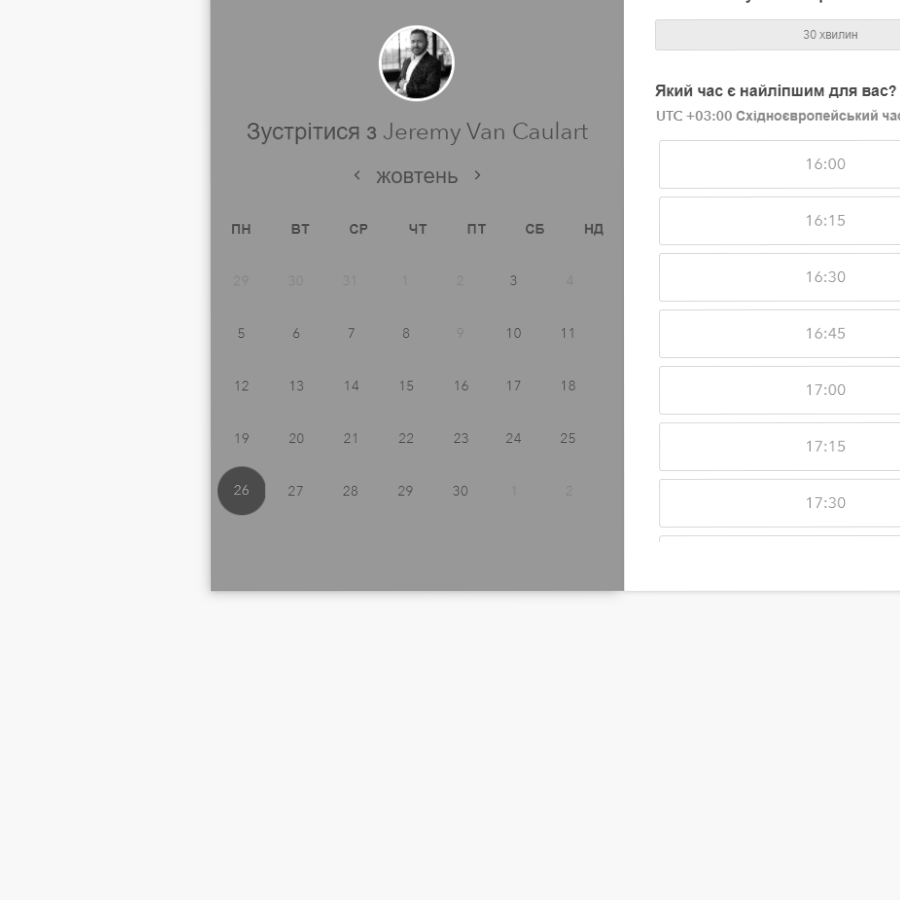 30 хвилин
Який час є найліпшим для вас?
UTC +03:00 Східноєвропейський
Зустрітися з Jeremy Van Caulart
жовтень
ПН ВТ СР ЧТ ПТ СБ НД
29 30 31 1 2 3 4
5 6 7 8 9 10 11
12 13 14 15 16 17 18
19 20 21 22 23 24 25
26 27 28 29 30 1 2
16:00
16:15
16:30
16:45
17:00
17:15
17:30